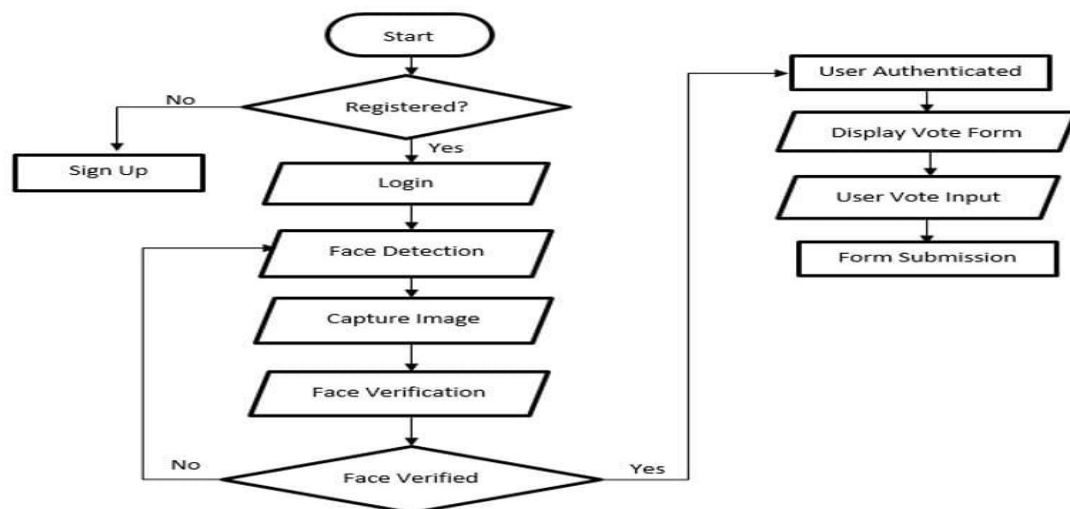 Start
No
Registered?
Yes
Sign Up
Login
Face Detection
Capture Image
Face Verification
No
Face Verified
Yes
User Authenticated
Display Vote Form
User Vote Input
Form Submission